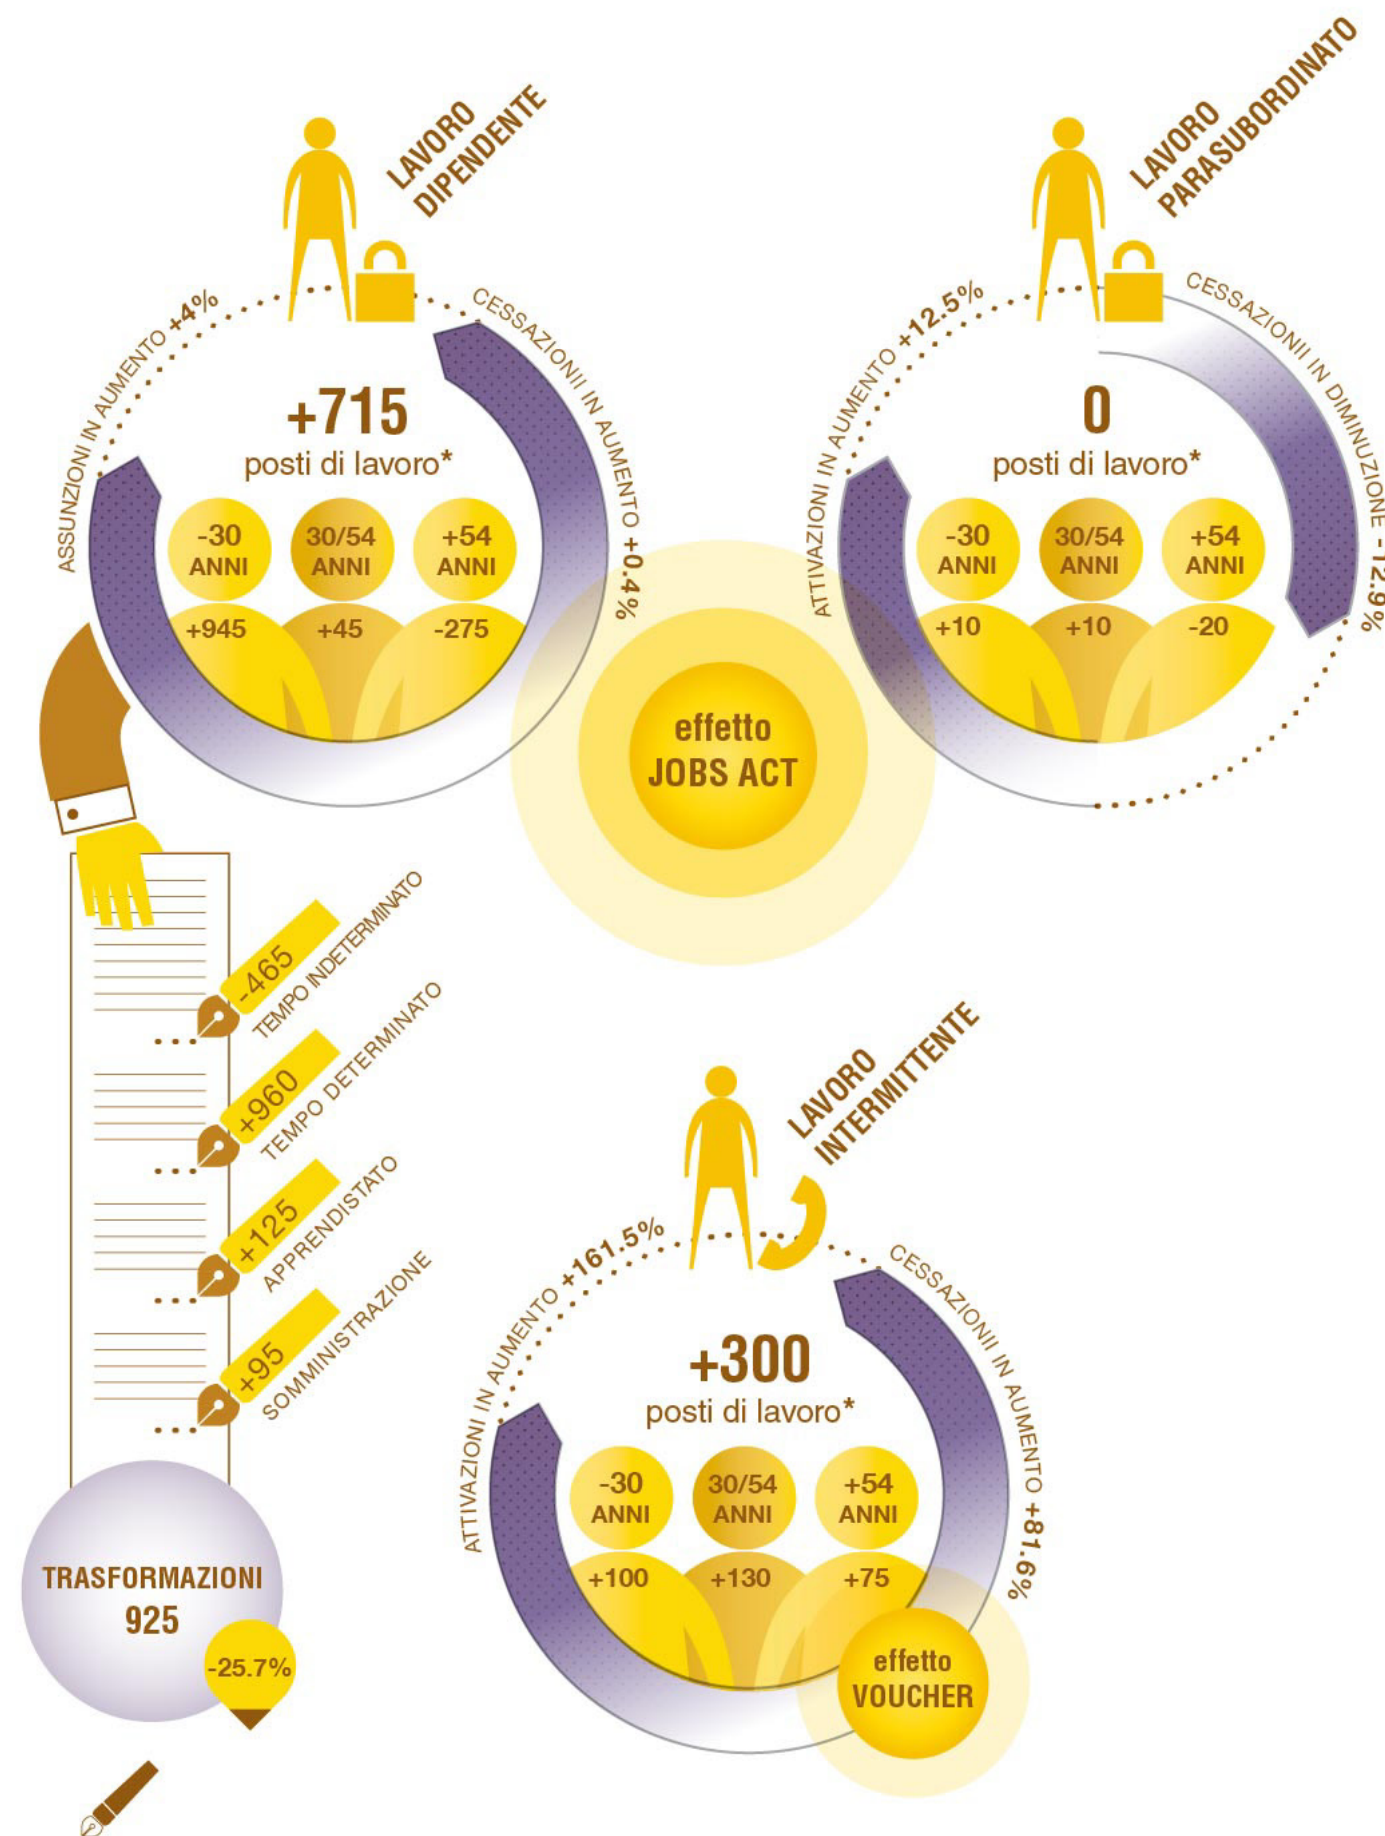 LAVORO
DIPENDENTE
ASSUNZIONI IN AUMENTO +4%
CESSAZIONII IN AUMENTO +0.4%
+715
posti di lavoro*
-30
ANNI
30/54
ANNI
+54
ANNI
+945
+45
-275
LAVORO
PARASUBORDINATO
ATTIVAZIONI IN AUMENTO +12.5%
CESSAZIONII IN DIMINUZIONE -12.9%
0
posti di lavoro*
-30
ANNI
30/54
ANNI
+54
ANNI
+10
+10
-20
effetto
JOBS ACT
-465
TEMPO INDETERMINATO
+960
TEMPO DETERMINATO
+125
APPRENDISTATO
+95
SOMMINISTRAZIONE
TRASFORMAZIONI
925
-25.7%
LAVORO
INTERMITTENTE
ATTIVAZIONI IN AUMENTO +161.5%
CESSAZIONII IN AUMENTO +81.6%
+300
posti di lavoro*
-30
ANNI
30/54
ANNI
+54
ANNI
+100
+130
+75
effetto
VOUCHER